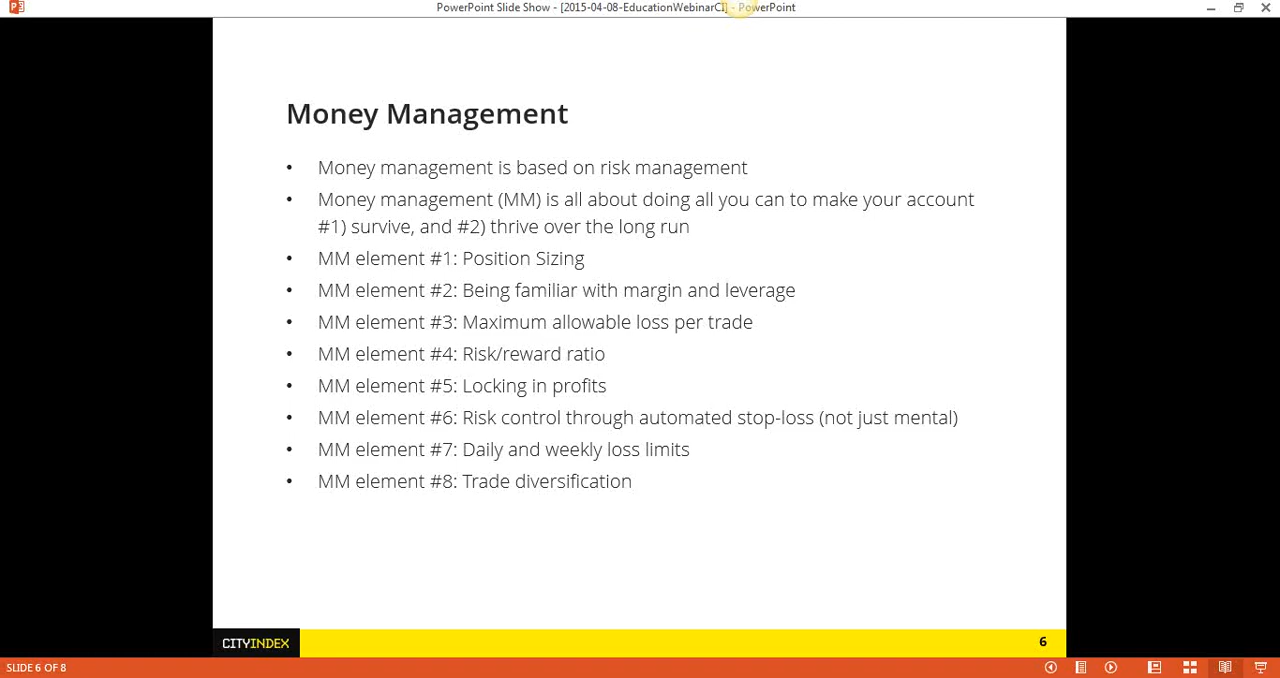 PowerPoint Slide Show - [2015-04-08-EducationWebinarCI] - PowerPoint
Money Management
• Money management is based on risk management
• Money management (MM) is all about doing all you can to make your account
#1) survive, and #2) thrive over the long run
• MM element #1: Position Sizing
• MM element #2: Being familiar with margin and leverage
• MM element #3: Maximum allowable loss per trade
• MM element #4: Risk/reward ratio
• MM element #5: Locking in profits
• MM element #6: Risk control through automated stop-loss (not just mental)
• MM element #7: Daily and weekly loss limits
• MM element #8: Trade diversification
CITYINDEX
6
SLIDE 6 OF 8